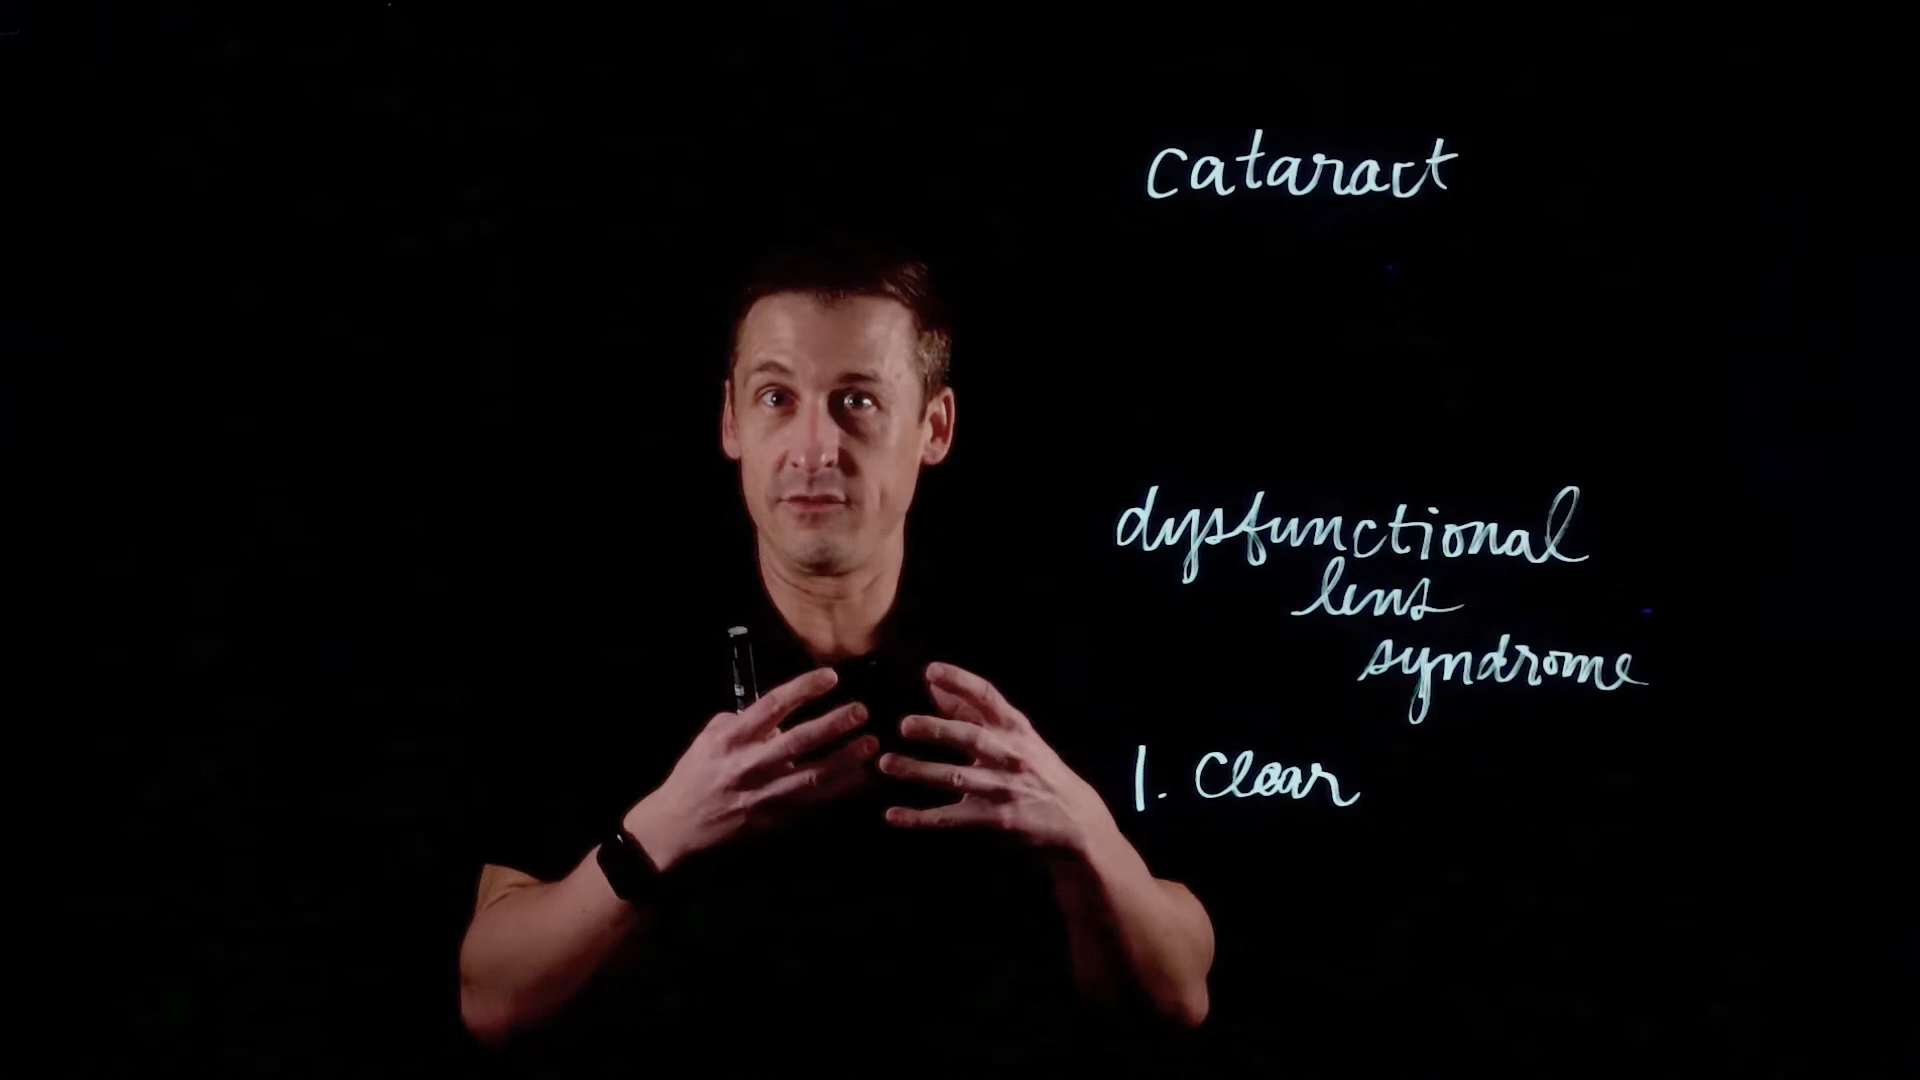 cataract
dysfunctional
lens
syndrome
1. Clear